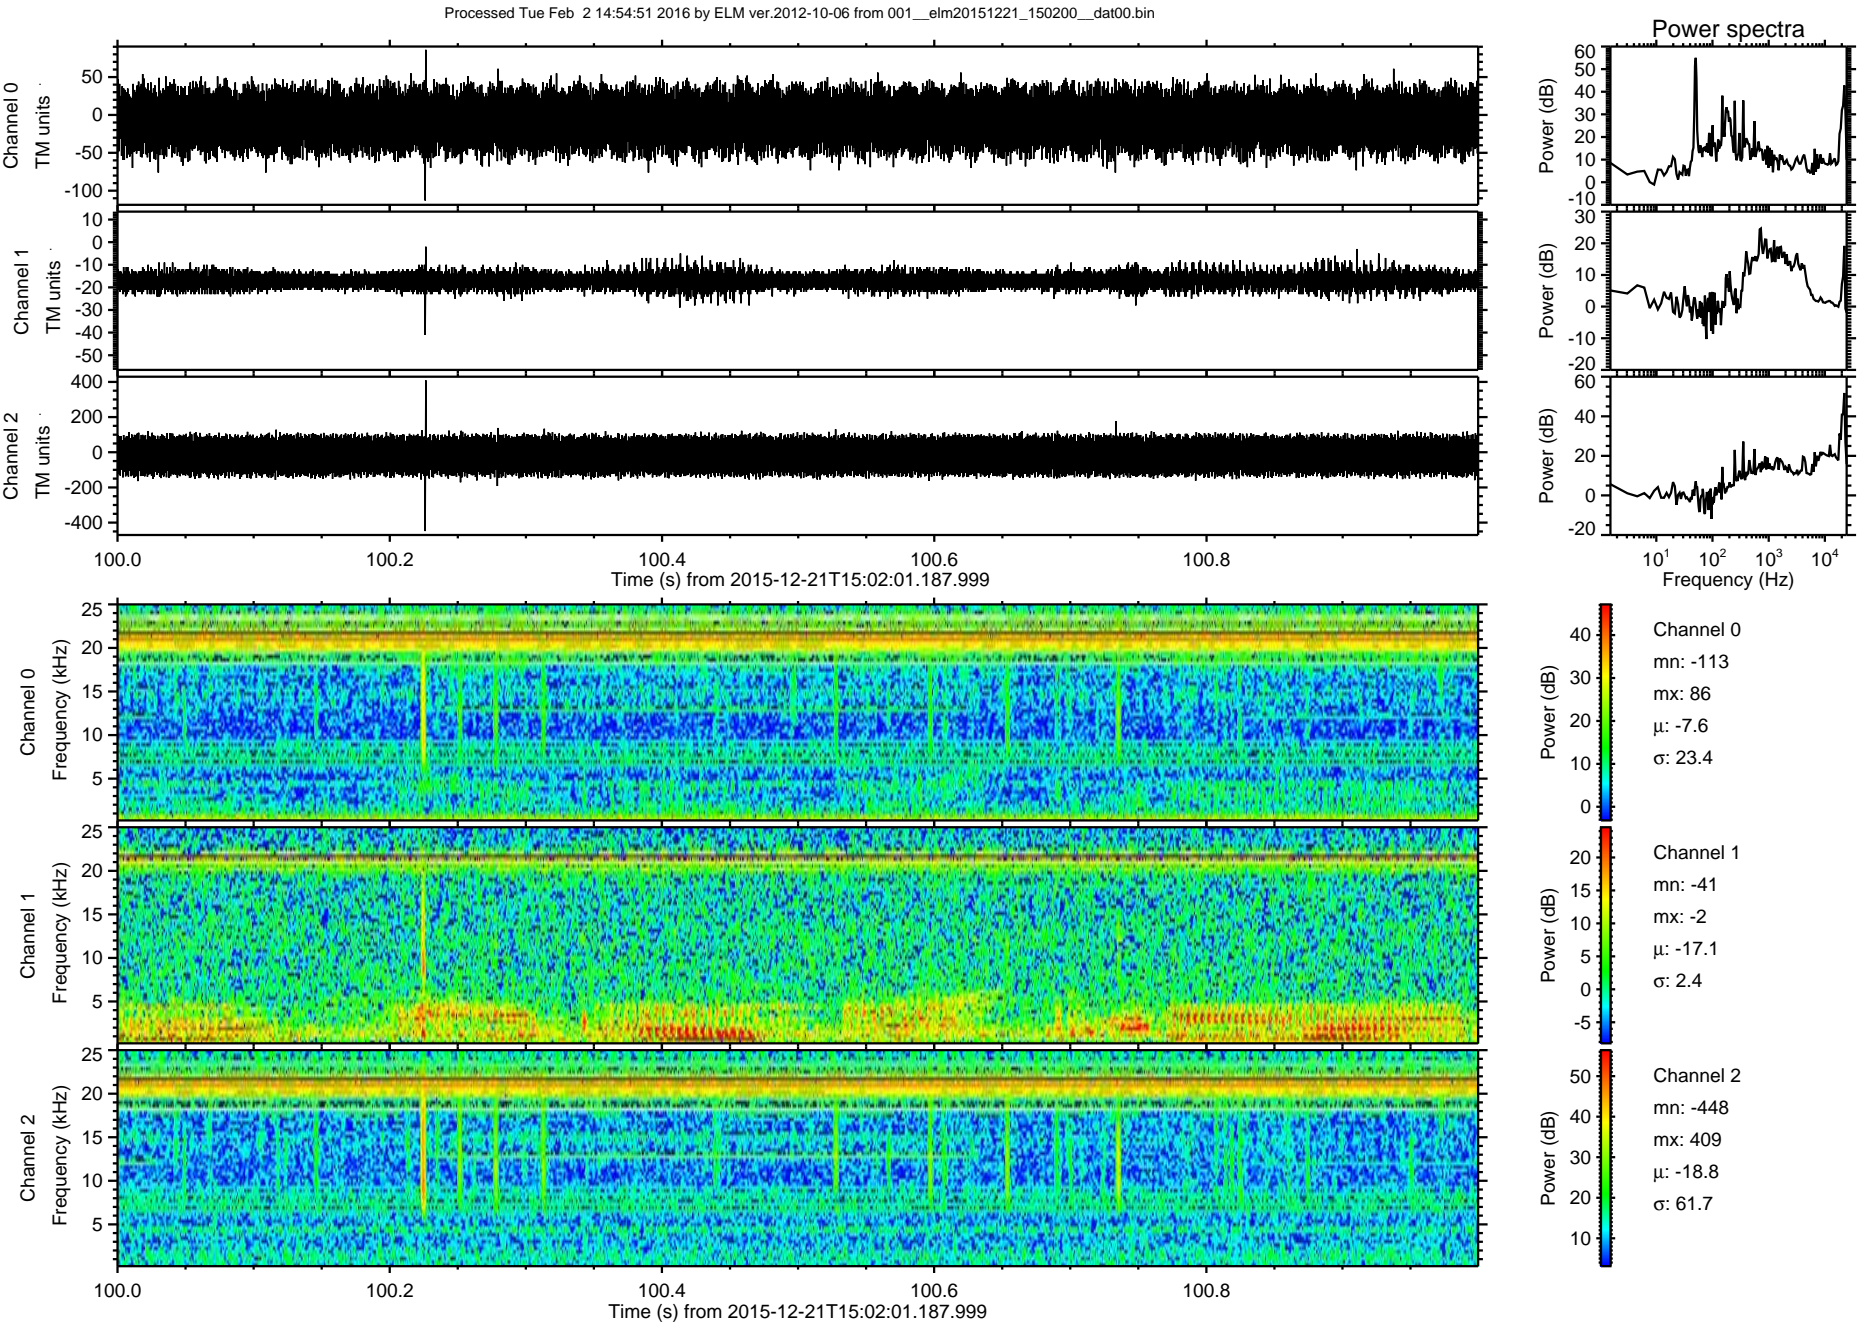 Processed Tue Feb  2 14:54:51 2016 by ELM ver.2012-10-06 from 001__elm20151221_150200__dat00.bin
Power spectra
Channel 0
TM units
50
0
-50
-100
Power (dB)
60
50
40
30
20
10
0
-10
Channel 1
TM units
10
0
-10
-20
-30
-40
-50
Power (dB)
30
20
10
0
-10
-20
Channel 2
TM units
400
200
0
-200
-400
Power (dB)
60
40
20
0
-20
100.0 100.2 100.4 100.6 100.8
Time (s) from 2015-12-21T15:02:01.187.999
10^1 10^2 10^3 10^4
Frequency (Hz)
Channel 0
Frequency (kHz)
25
20
15
10
5
Power (dB)
40
30
20
10
0
Channel 0
mn: -113
mx: 86
μ: -7.6
σ: 23.4
Channel 1
Frequency (kHz)
25
20
15
10
5
Power (dB)
20
15
10
5
0
-5
Channel 1
mn: -41
mx: -2
μ: -17.1
σ: 2.4
Channel 2
Frequency (kHz)
25
20
15
10
5
Power (dB)
50
40
30
20
10
Channel 2
mn: -448
mx: 409
μ: -18.8
σ: 61.7
100.0 100.2 100.4 100.6 100.8
Time (s) from 2015-12-21T15:02:01.187.999